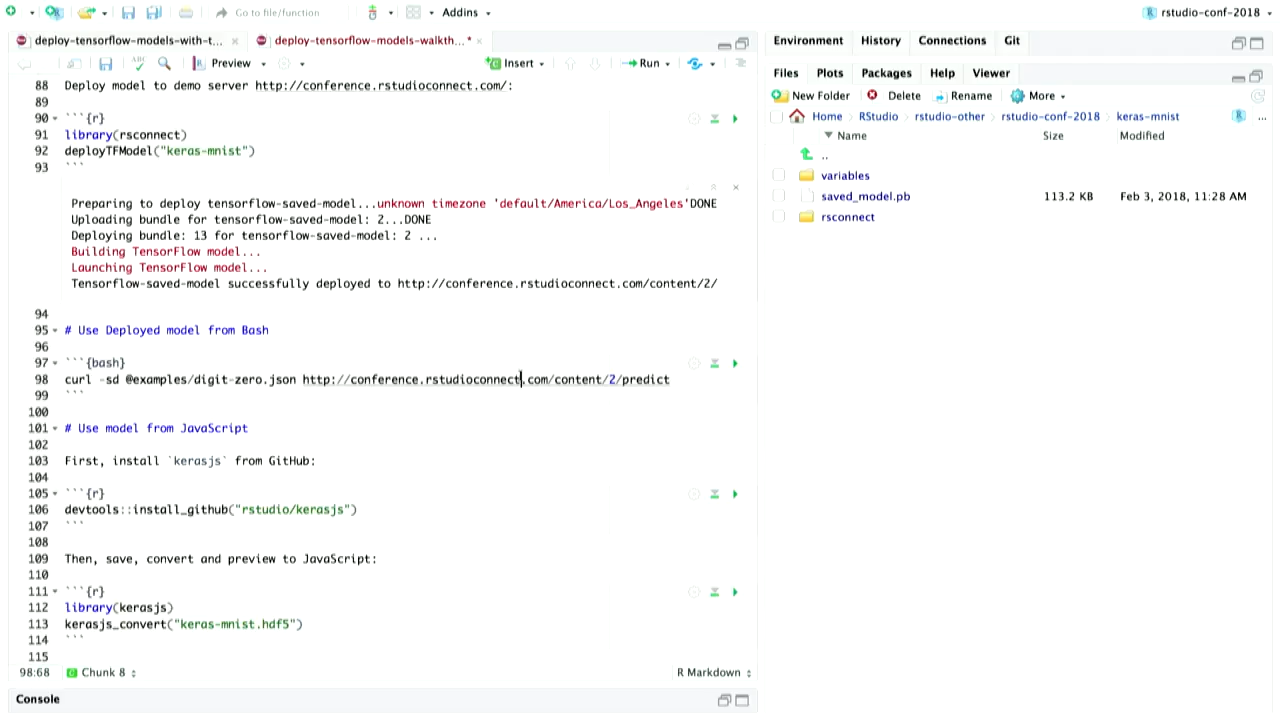 Go to file/function
Addins
rstudio-conf-2018
deploy-tensorflow-models-with-t...
deploy-tensorflow-models-walkth...*
Preview
Insert
Run
88 Deploy model to demo server http://conference.rstudioconnect.com/:
89
90 ```{r}
91 library(rsconnect)
92 deployTFModel("keras-mnist")
93 ```
Preparing to deploy tensorflow-saved-model...unknown timezone 'default/America/Los_Angeles'DONE
Uploading bundle for tensorflow-saved-model: 2...DONE
Deploying bundle: 13 for tensorflow-saved-model: 2 ...
Building TensorFlow model...
Launching TensorFlow model...
Tensorflow-saved-model successfully deployed to http://conference.rstudioconnect.com/content/2/
94
95 # Use Deployed model from Bash
96
97 ```{bash}
98 curl -sd @examples/digit-zero.json http://conference.rstudioconnect.com/content/2/predict
99 ```
100
101 # Use model from JavaScript
102
103 First, install `kerasjs` from GitHub:
104
105 ```{r}
106 devtools::install_github("rstudio/kerasjs")
107 ```
108
109 Then, save, convert and preview to JavaScript:
110
111 ```{r}
112 library(kerasjs)
113 kerasjs_convert("keras-mnist.hdf5")
114 ```
115
98:68 Chunk 8 R Markdown
Console
Environment History Connections Git
Files Plots Packages Help Viewer
New Folder Delete Rename More
Home RStudio rstudio-other rstudio-conf-2018 keras-mnist ...
Name Size Modified
..
variables
saved_model.pb 113.2 KB Feb 3, 2018, 11:28 AM
rsconnect